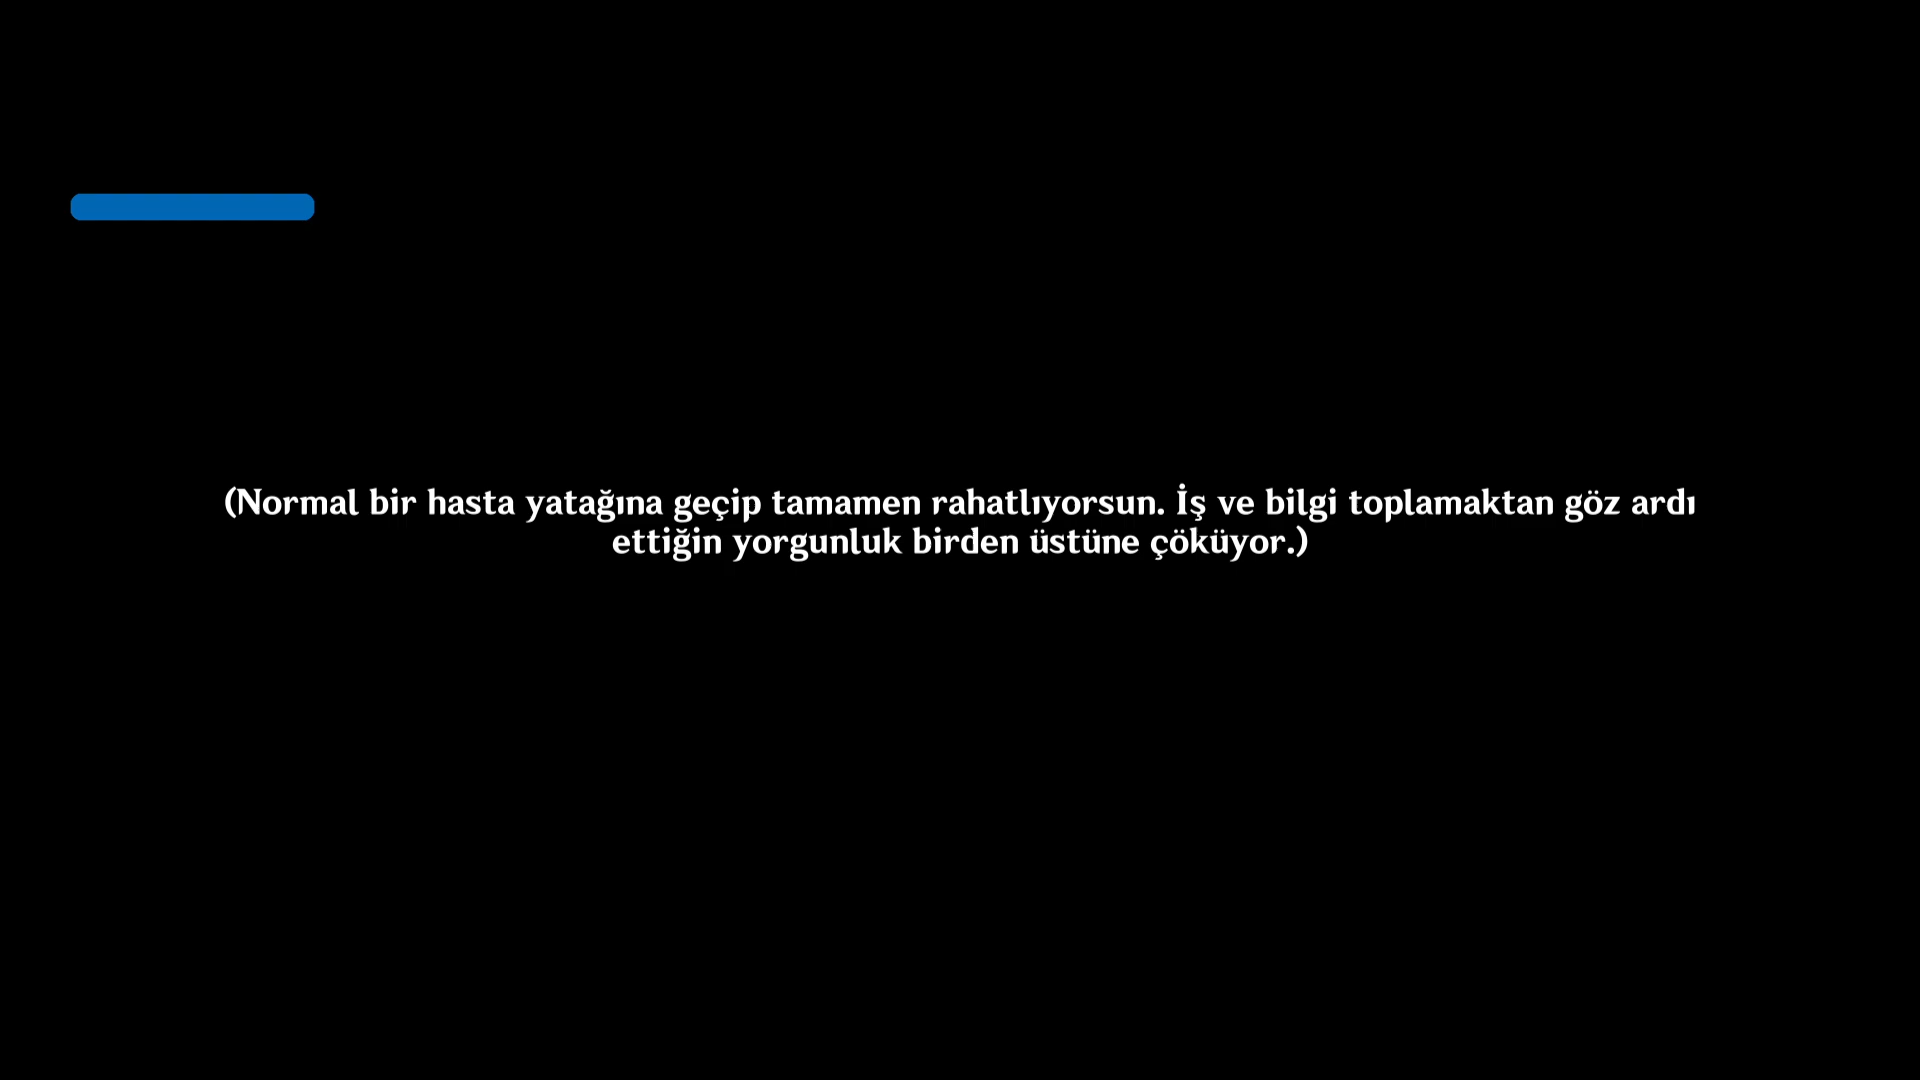 (Normal bir hasta yatağına geçip tamamen rahatlıyorsun. İş ve bilgi toplamaktan göz ardı
ettiğin yorgunluk birden üstüne çöküyor.)